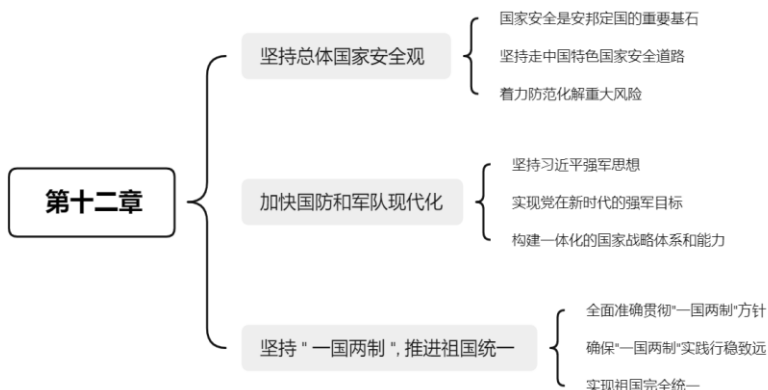 第十二章
坚持总体国家安全观
国家安全是安邦定国的重要基石
坚持走中国特色国家安全道路
着力防范化解重大风险
加快国防和军队现代化
坚持习近平强军思想
实现党在新时代的强军目标
构建一体化的国家战略体系和能力
坚持 " 一国两制 ", 推进祖国统一
全面准确贯彻"一国两制"方针
确保"一国两制"实践行稳致远
实现祖国完全统一